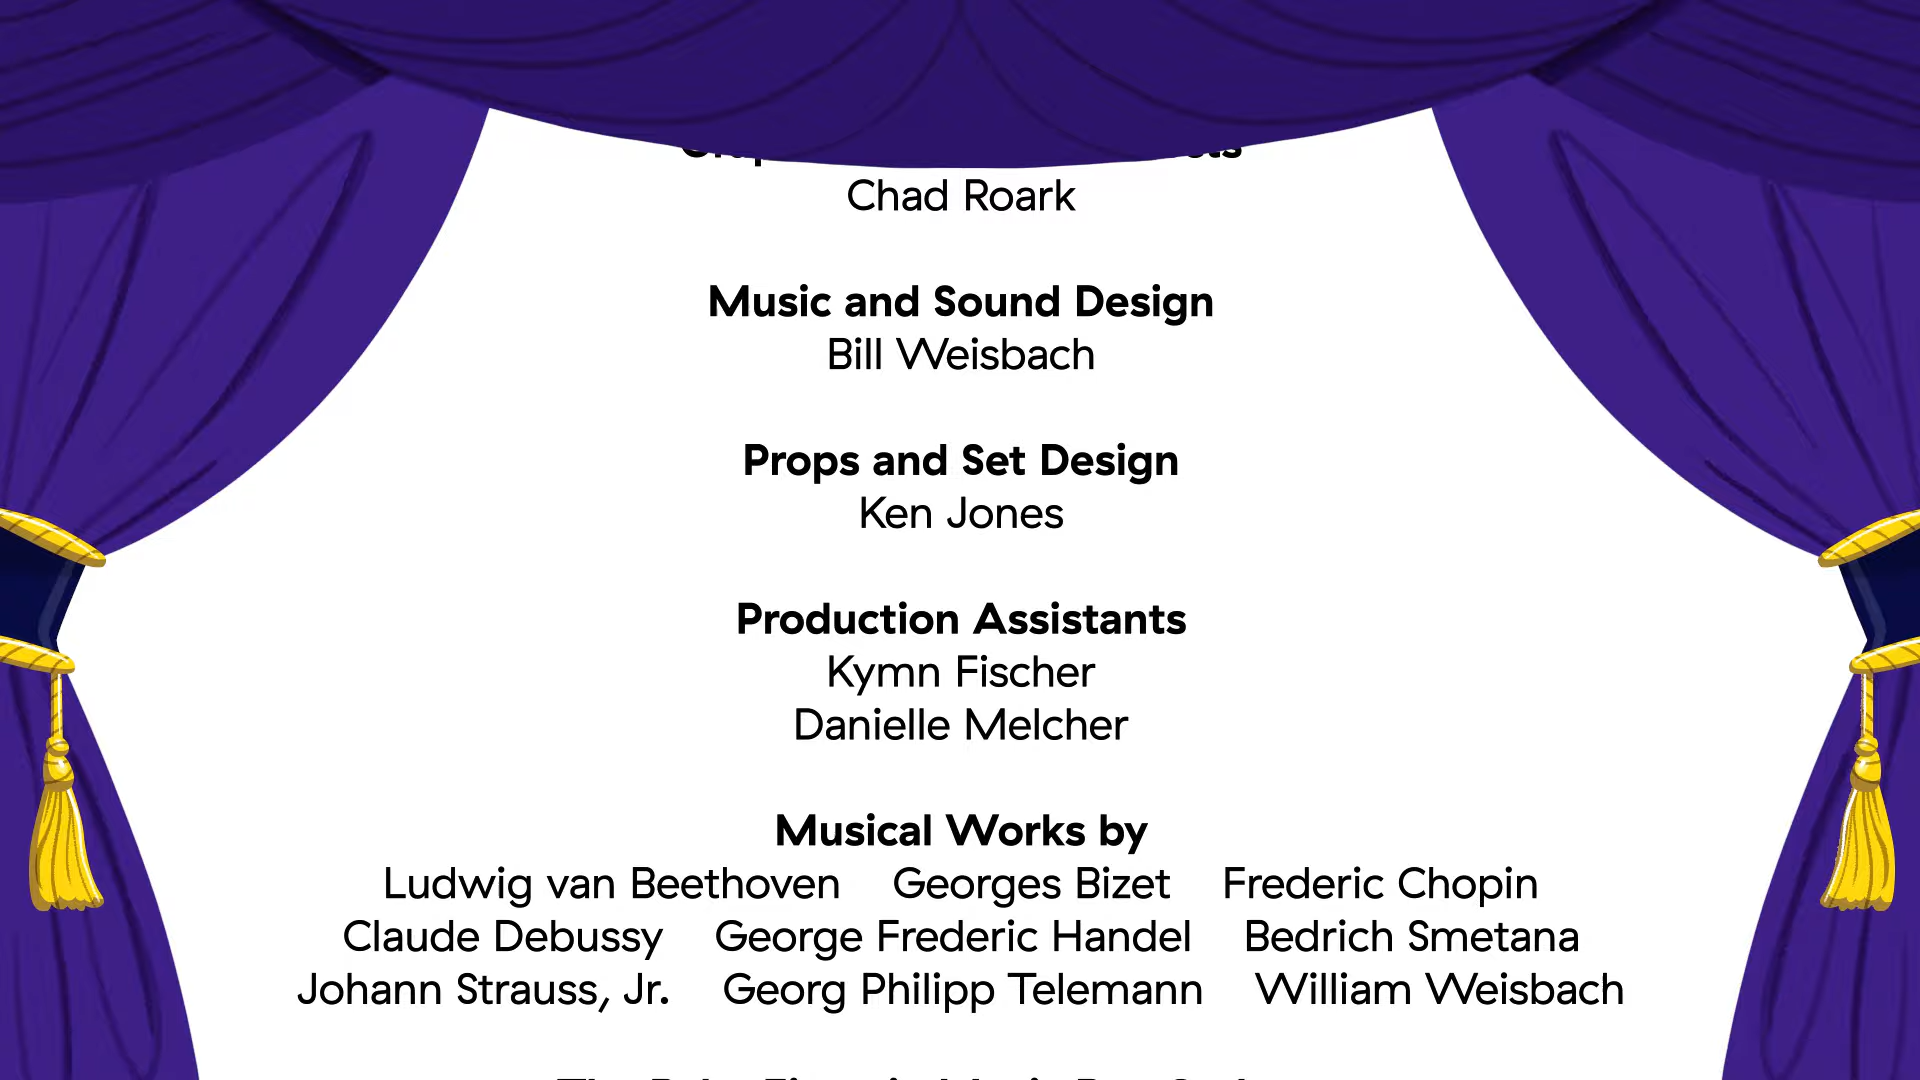 Chad Roark
Music and Sound Design
Bill Weisbach
Props and Set Design
Ken Jones
Production Assistants
Kymn Fischer
Danielle Melcher
Musical Works by
Ludwig van Beethoven Georges Bizet Frederic Chopin
Claude Debussy George Frederic Handel Bedrich Smetana
Johann Strauss, Jr. Georg Philipp Telemann William Weisbach